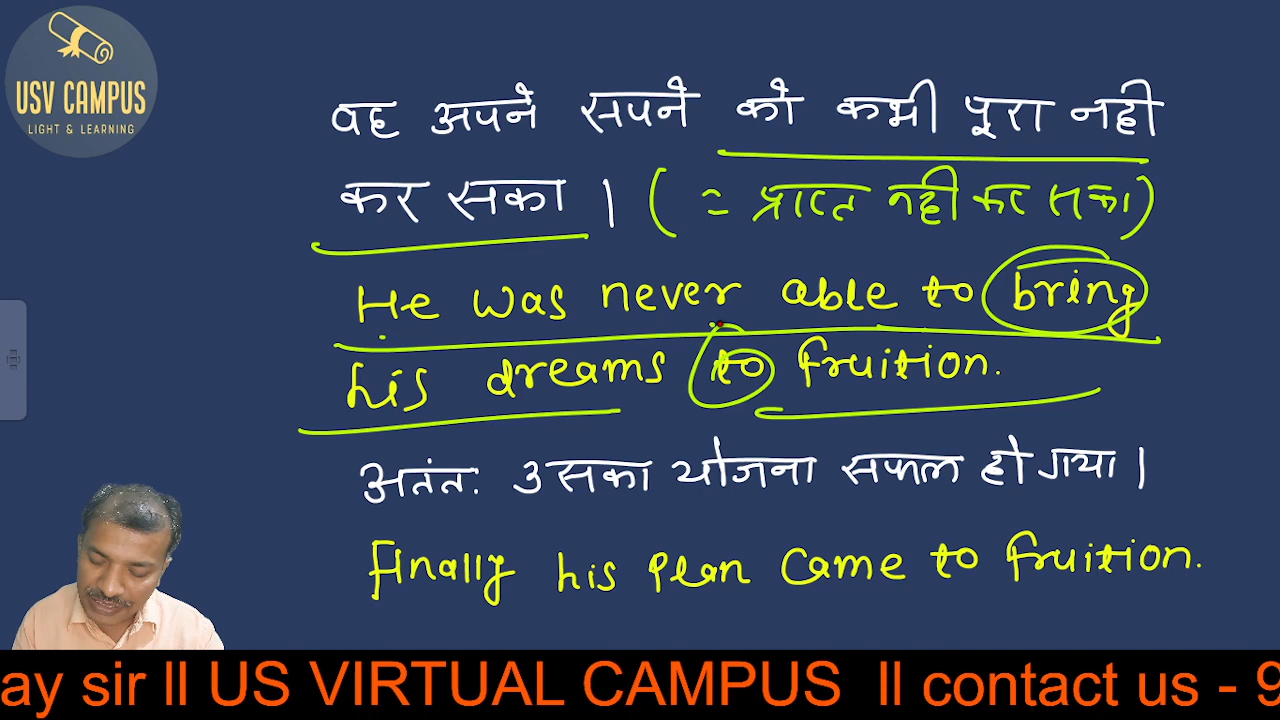 USV CAMPUS
LIGHT & LEARNING
वह अपने सपने को कभी पूरा नही
कर सका | ( = प्राप्त नही कर सका)
He was never able to bring
his dreams to fruition.
अतंत: उसका योजना सफल हो गया |
Finally his plan came to fruition.
ay sir ll US VIRTUAL CAMPUS ll contact us - 9